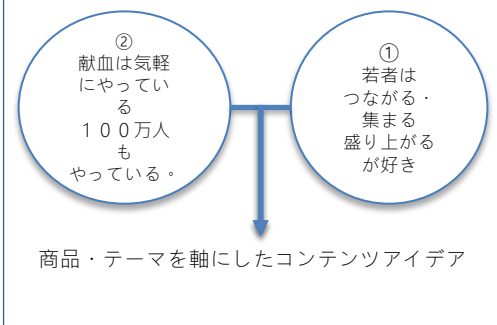 ②
献血は気軽
にやってい
る
１００万人
も
やっている。
①
若者は
つながる・
集まる
盛り上がる
が好き
商品・テーマを軸にしたコンテンツアイデア